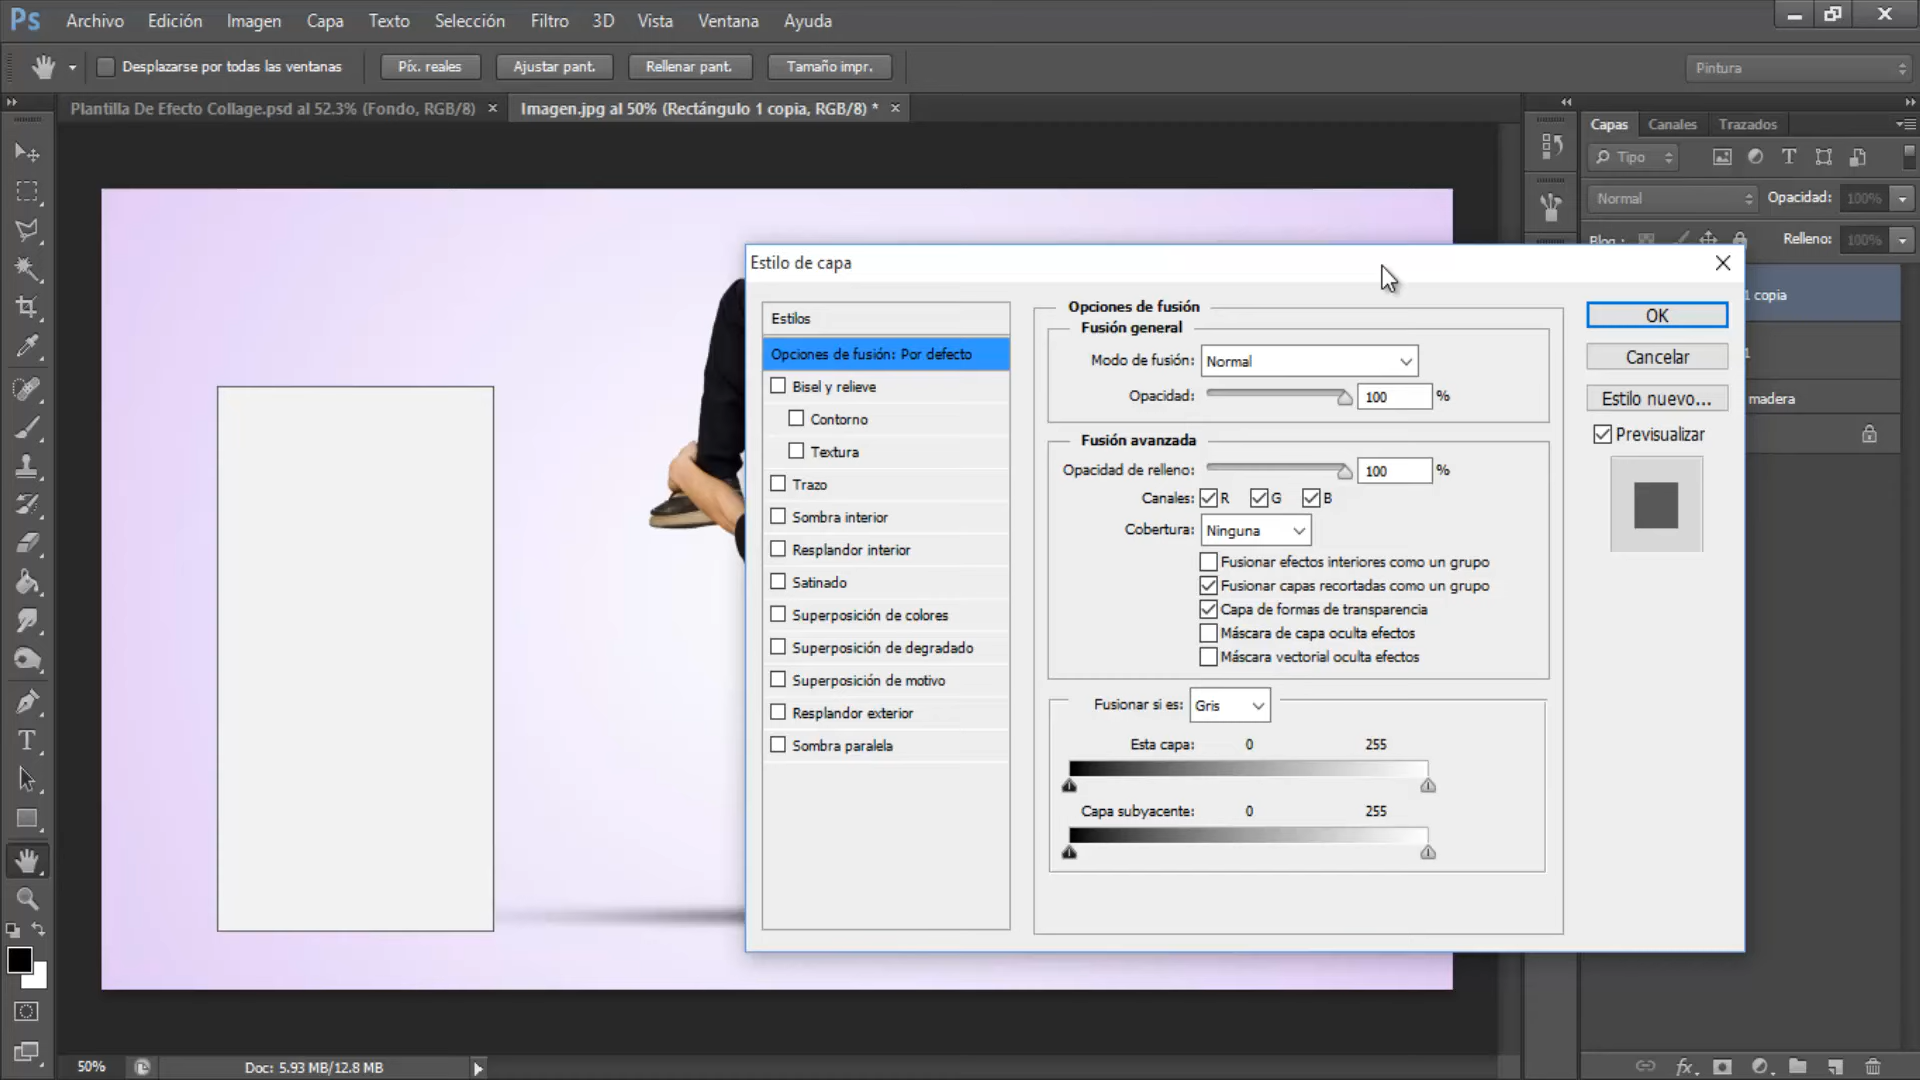 Ps Archivo Edición Imagen Capa Texto Selección Filtro 3D Vista Ventana Ayuda
Desplazarse por todas las ventanas Píx. reales Ajustar pant. Rellenar pant. Tamaño impr. Pintura
Plantilla De Efecto Collage.psd al 52.3% (Fondo, RGB/8) × Imagen.jpg al 50% (Rectángulo 1 copia, RGB/8) * ×
Capas Canales Trazados
Tipo
Normal Opacidad: 100%
Bloq.: Relleno: 100%
1 copia
1
madera
Estilo de capa
Estilos
Opciones de fusión: Por defecto
Bisel y relieve
Contorno
Textura
Trazo
Sombra interior
Resplandor interior
Satinado
Superposición de colores
Superposición de degradado
Superposición de motivo
Resplandor exterior
Sombra paralela
Opciones de fusión
Fusión general
Modo de fusión: Normal
Opacidad: 100 %
Fusión avanzada
Opacidad de relleno: 100 %
Canales: R G B
Cobertura: Ninguna
Fusionar efectos interiores como un grupo
Fusionar capas recortadas como un grupo
Capa de formas de transparencia
Máscara de capa oculta efectos
Máscara vectorial oculta efectos
Fusionar si es: Gris
Esta capa: 0 255
Capa subyacente: 0 255
OK
Cancelar
Estilo nuevo...
Previsualizar
50% Doc: 5.93 MB/12.8 MB
fx